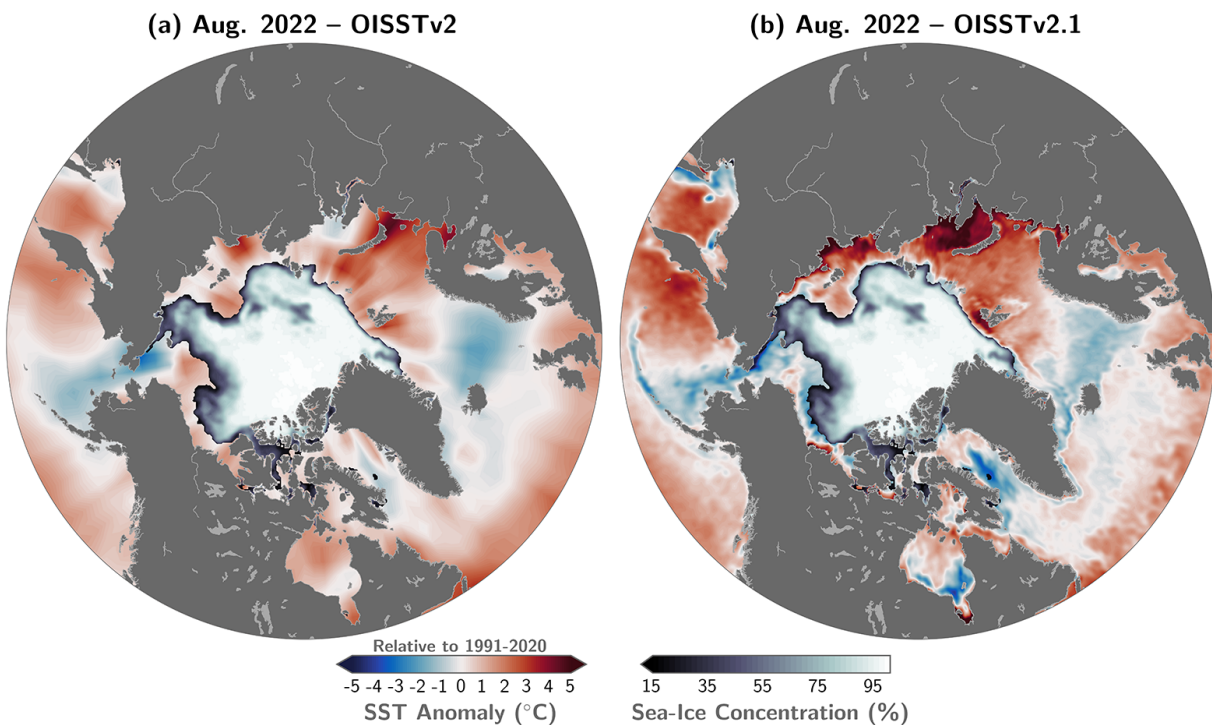 (a) Aug. 2022 – OISSTv2
(b) Aug. 2022 – OISSTv2.1
Relative to 1991-2020
-5 -4 -3 -2 -1 0 1 2 3 4 5
SST Anomaly (°C)
15 35 55 75 95
Sea-Ice Concentration (%)